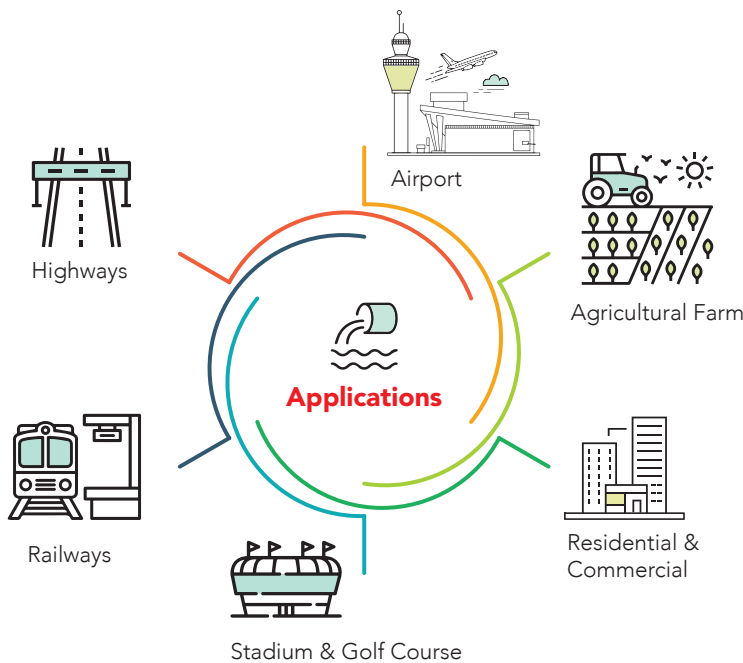 Airport
Highways
Agricultural Farm
Applications
Railways
Residential &
Commercial
Stadium & Golf Course